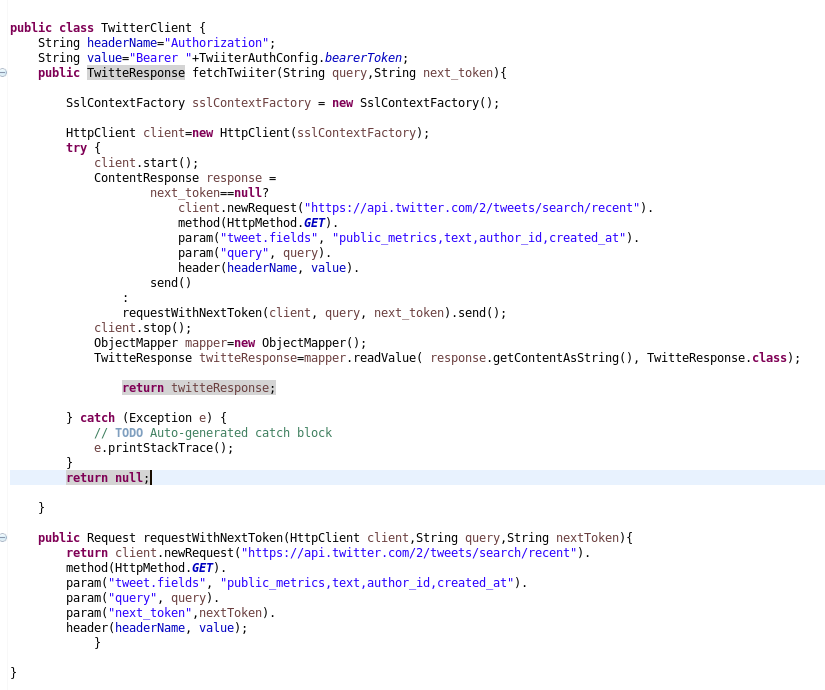 public class TwitterClient {
    String headerName="Authorization";
    String value="Bearer "+TwiiterAuthConfig.bearerToken;
    public TwitteResponse fetchTwiiter(String query,String next_token){
        SslContextFactory sslContextFactory = new SslContextFactory();
        HttpClient client=new HttpClient(sslContextFactory);
        try {
            client.start();
            ContentResponse response =
                    next_token==null?
                        client.newRequest("https://api.twitter.com/2/tweets/search/recent").
                        method(HttpMethod.GET).
                        param("tweet.fields", "public_metrics,text,author_id,created_at").
                        param("query", query).
                        header(headerName, value).
                    send()
                :
                requestWithNextToken(client, query, next_token).send();
            client.stop();
            ObjectMapper mapper=new ObjectMapper();
            TwitteResponse twitteResponse=mapper.readValue( response.getContentAsString(), TwitteResponse.class);
                return twitteResponse;
        } catch (Exception e) {
            // TODO Auto-generated catch block
            e.printStackTrace();
        }
        return null;
    }
    public Request requestWithNextToken(HttpClient client,String query,String nextToken){
        return client.newRequest("https://api.twitter.com/2/tweets/search/recent").
        method(HttpMethod.GET).
        param("tweet.fields", "public_metrics,text,author_id,created_at").
        param("query", query).
        param("next_token",nextToken).
        header(headerName, value);
            }
}